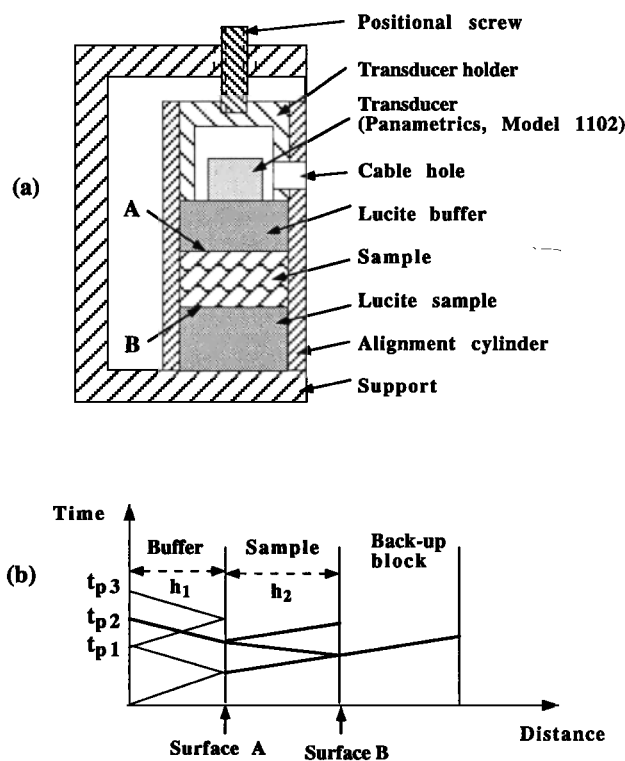 Positional screw
Transducer holder
Transducer
(Panametrics, Model 1102)
(a)
Cable hole
A
Lucite buffer
Sample
Lucite sample
B
Alignment cylinder
Support
Time
Buffer
Sample
Back-up
block
(b)
h1
h2
tp3
tp2
tp1
Distance
Surface A
Surface B